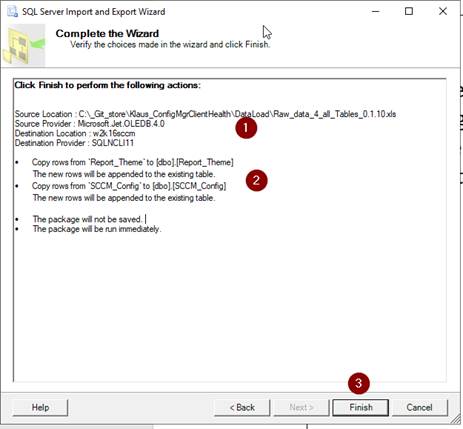 SQL Server Import and Export Wizard
Complete the Wizard
Verify the choices made in the wizard and click Finish.
Click Finish to perform the following actions:
Source Location : C:\_Git_store\Klaus_ConfigMgrClientHealth\DataLoad\Raw_data_4_all_Tables_0.1.10.xls
Source Provider : Microsoft.Jet.OLEDB.4.0
1
Destination Location : w2k16sccm
Destination Provider : SQLNCLI11
• Copy rows from `Report_Theme` to [dbo].[Report_Theme]
The new rows will be appended to the existing table.
2
• Copy rows from `SCCM_Config` to [dbo].[SCCM_Config]
The new rows will be appended to the existing table.
• The package will not be saved.
• The package will be run immediately.
3
Help
< Back
Next >
Finish
Cancel